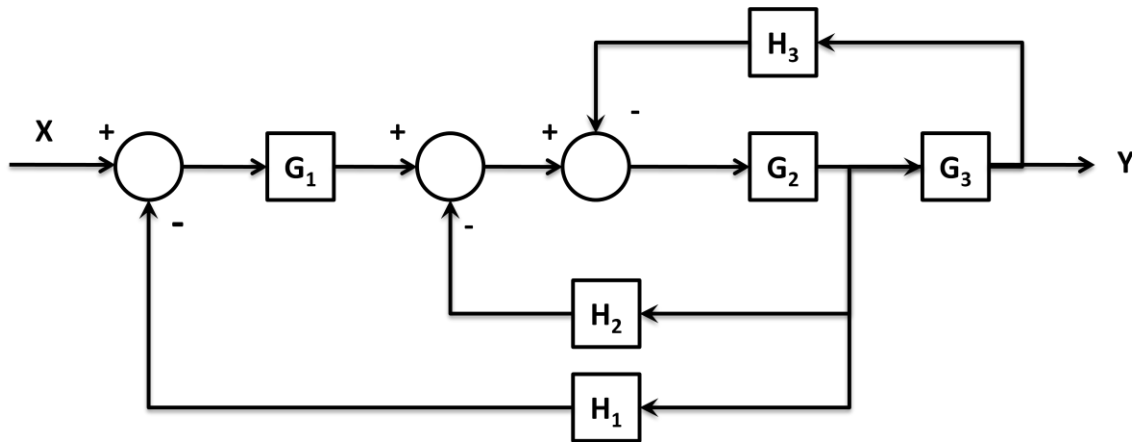 H₃
-
X + + +
G₁ G₂ G₃ Y
- -
H₂
H₁